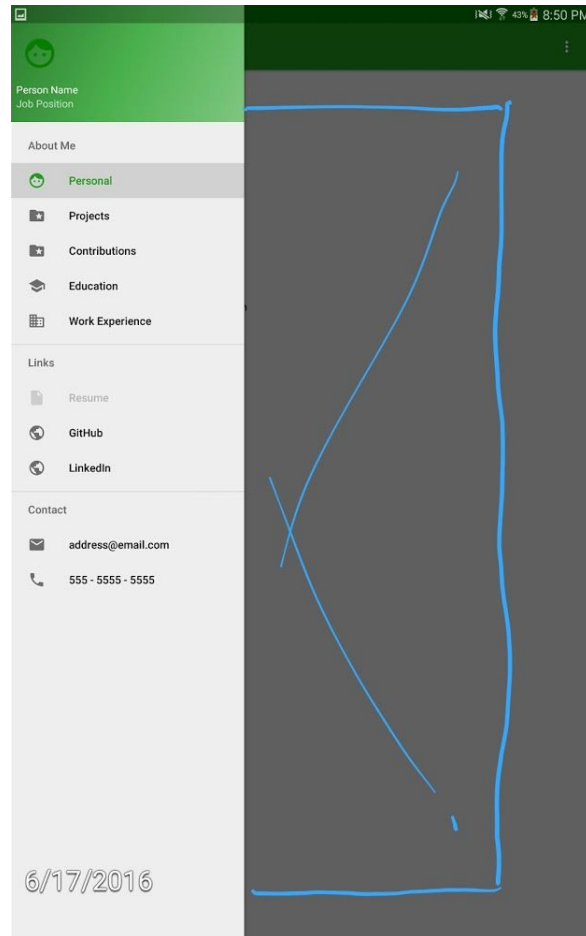 43% 8:50 PM
Person Name
Job Position
About Me
Personal
Projects
Contributions
Education
Work Experience
Links
Resume
GitHub
LinkedIn
Contact
address@email.com
555 - 5555 - 5555
6/17/2016